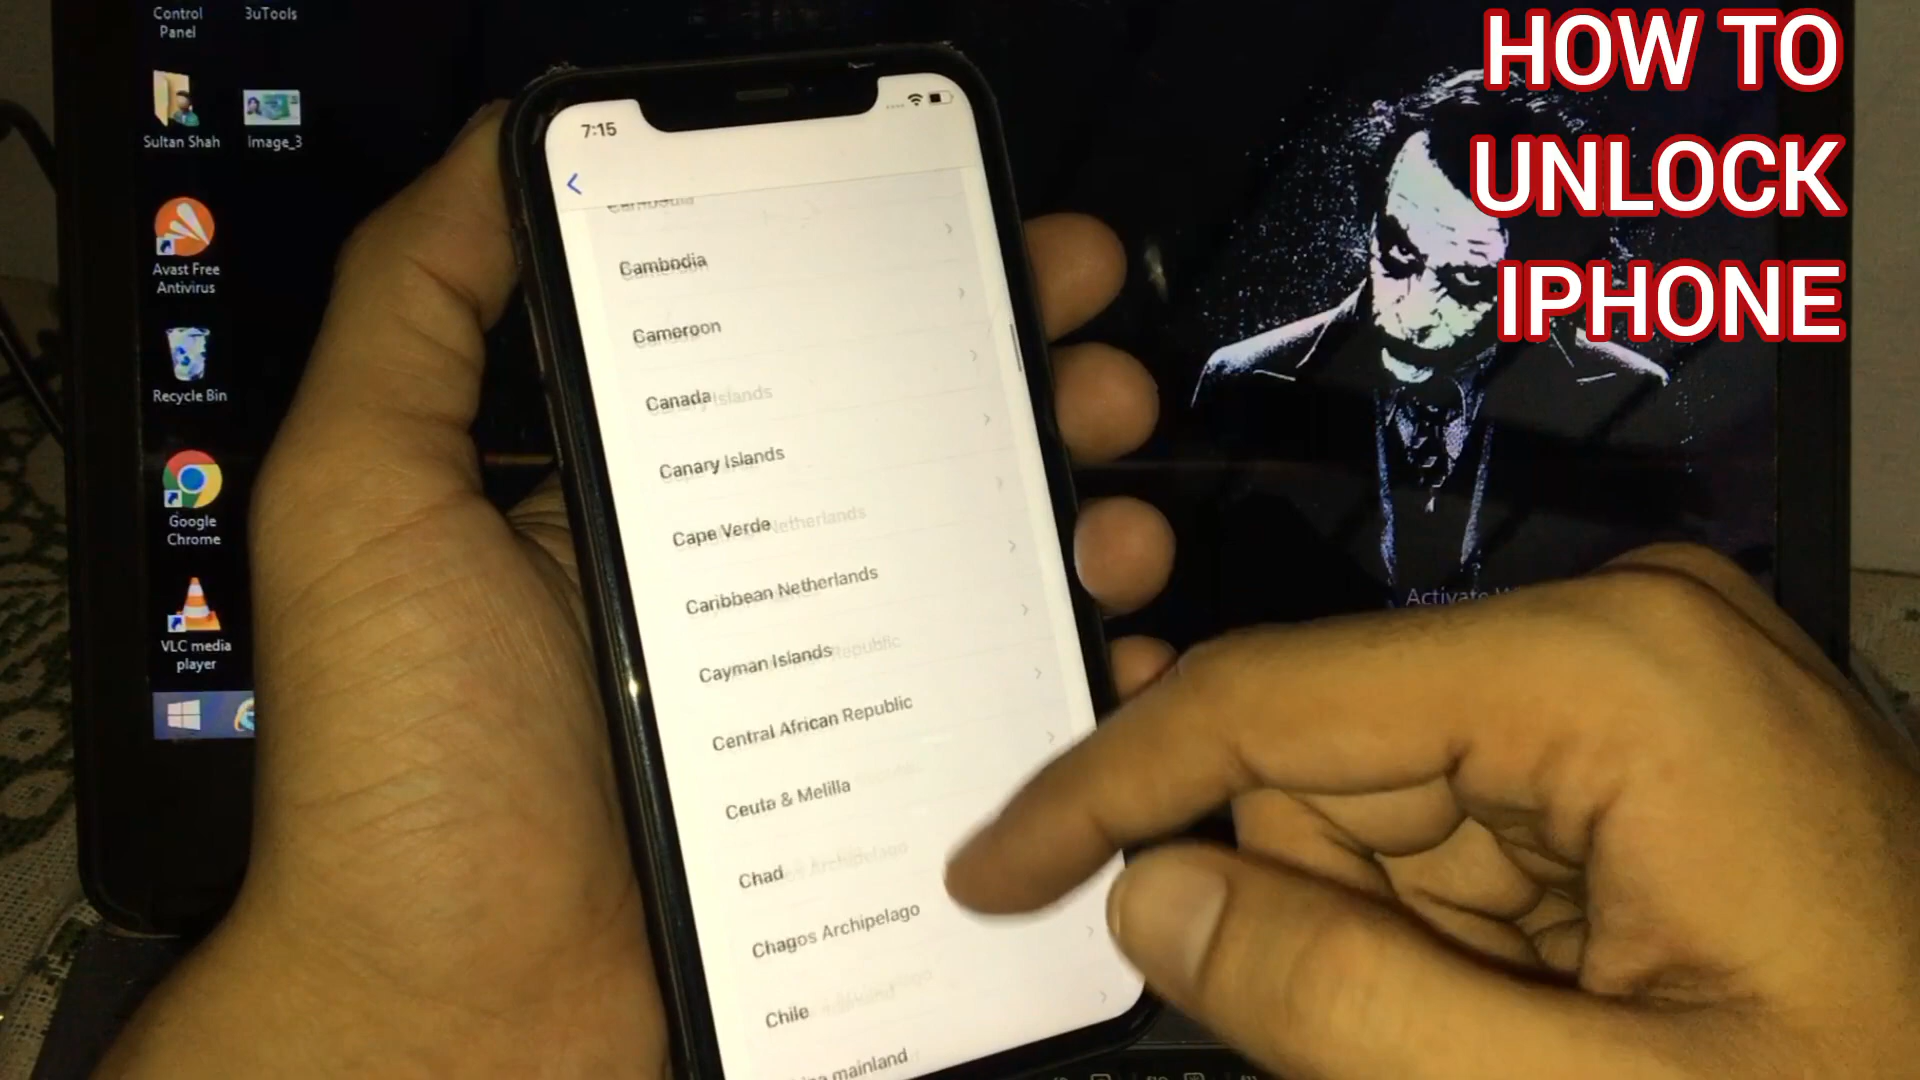 Control
Panel
3uTools
Sultan Shah
Image_3
Avast Free
Antivirus
Recycle Bin
Google
Chrome
VLC media
player
7:15
Cambodia
Cameroon
Canada
Canary Islands
Cape Verde
Caribbean Netherlands
Cayman Islands
Central African Republic
Ceuta & Melilla
Chad
Chagos Archipelago
Chile
mainland
HOW TO
UNLOCK
IPHONE
Activate